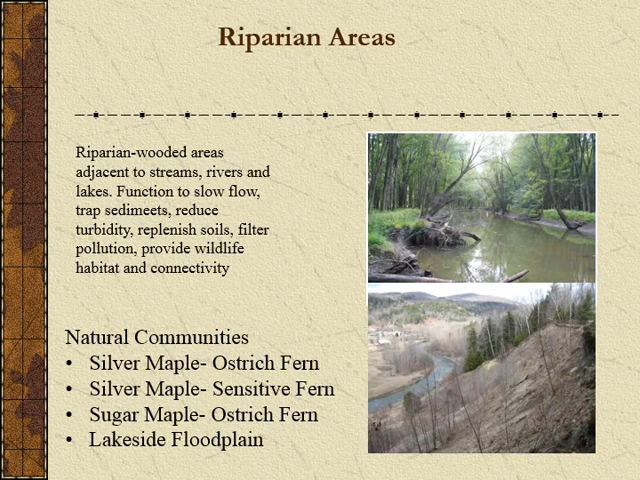 Riparian Areas
Riparian-wooded areas
adjacent to streams, rivers and
lakes. Function to slow flow,
trap sedimeets, reduce
turbidity, replenish soils, filter
pollution, provide wildlife
habitat and connectivity
Natural Communities
• Silver Maple- Ostrich Fern
• Silver Maple- Sensitive Fern
• Sugar Maple- Ostrich Fern
• Lakeside Floodplain